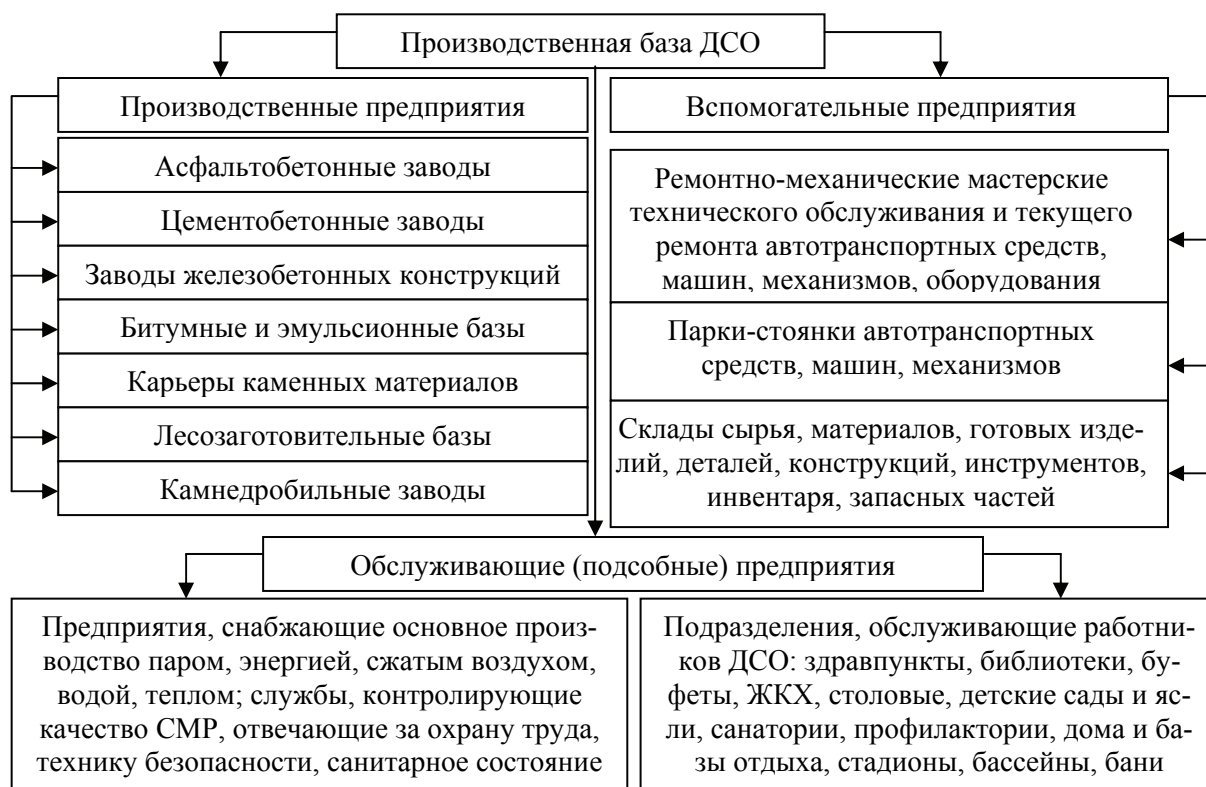 Производственная база ДСО
Производственные предприятия
Асфальтобетонные заводы
Цементобетонные заводы
Заводы железобетонных конструкций
Битумные и эмульсионные базы
Карьеры каменных материалов
Лесозаготовительные базы
Камнедробильные заводы
Вспомогательные предприятия
Ремонтно-механические мастерские
технического обслуживания и текущего
ремонта автотранспортных средств,
машин, механизмов, оборудования
Парки-стоянки автотранспортных
средств, машин, механизмов
Склады сырья, материалов, готовых изде-
лий, деталей, конструкций, инструментов,
инвентаря, запасных частей
Обслуживающие (подсобные) предприятия
Предприятия, снабжающие основное произ-
водство паром, энергией, сжатым воздухом,
водой, теплом; службы, контролирующие
качество СМР, отвечающие за охрану труда,
технику безопасности, санитарное состояние
Подразделения, обслуживающие работни-
ков ДСО: здравпункты, библиотеки, бу-
феты, ЖКХ, столовые, детские сады и яс-
ли, санатории, профилактории, дома и ба-
зы отдыха, стадионы, бассейны, бани